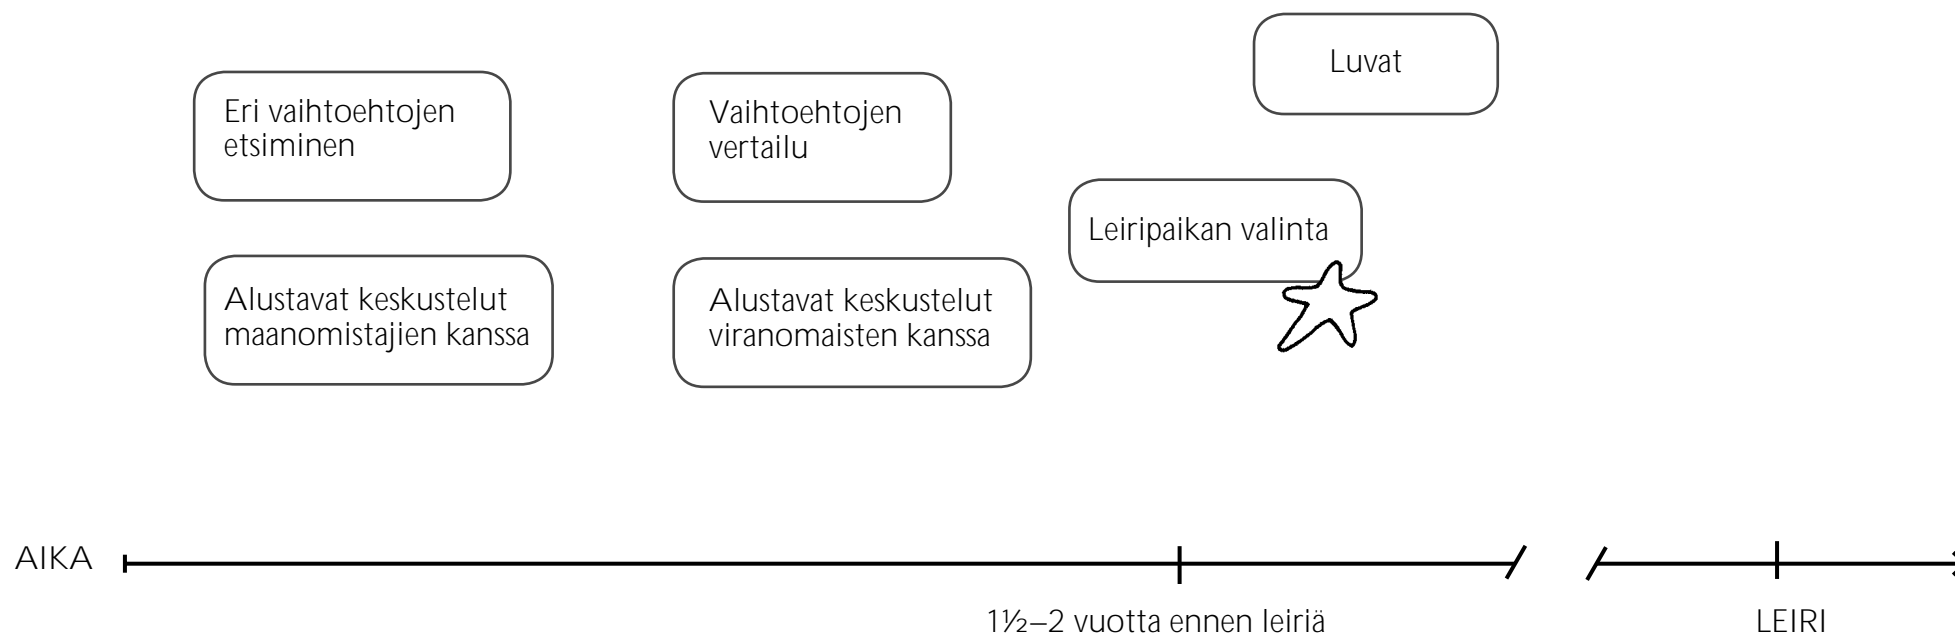 Luvat
Eri vaihtoehtojen
etsiminen
Vaihtoehtojen
vertailu
Leiripaikan valinta
Alustavat keskustelut
maanomistajien kanssa
Alustavat keskustelut
viranomaisten kanssa
AIKA
1½–2 vuotta ennen leiriä
LEIRI